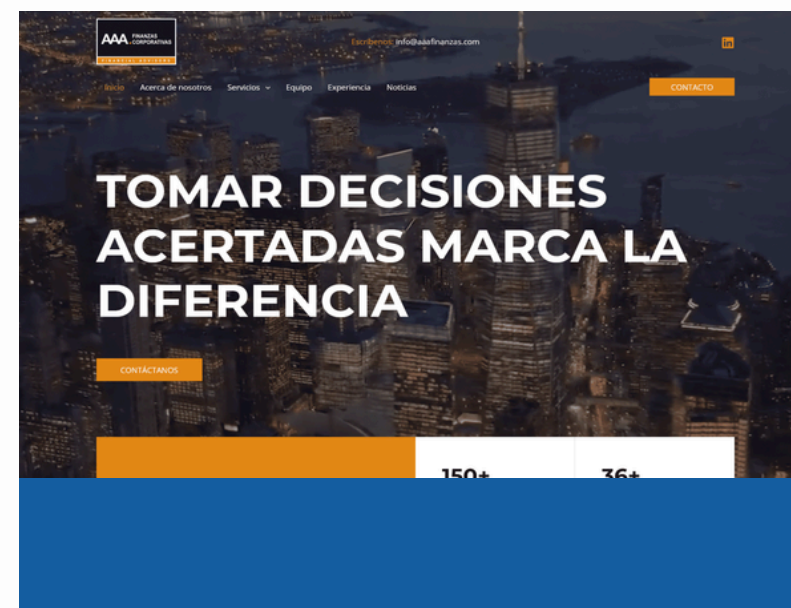 AAA FINANZAS
CORPORATIVAS
FINANCIAL ADVISORS
Escríbenos: info@aaafinanzas.com
in
Inicio Acerca de nosotros Servicios Equipo Experiencia Noticias
CONTACTO
TOMAR DECISIONES
ACERTADAS MARCA LA
DIFERENCIA
CONTÁCTANOS
150+ 36+